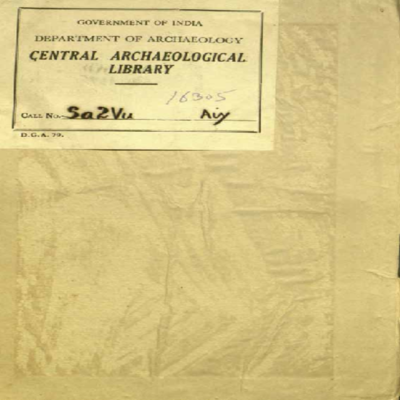 GOVERNMENT OF INDIA
DEPARTMENT OF ARCHAEOLOGY
CENTRAL ARCHAEOLOGICAL
LIBRARY
16305
CALL No. Sa2Vu Aiy
D.G.A. 79.